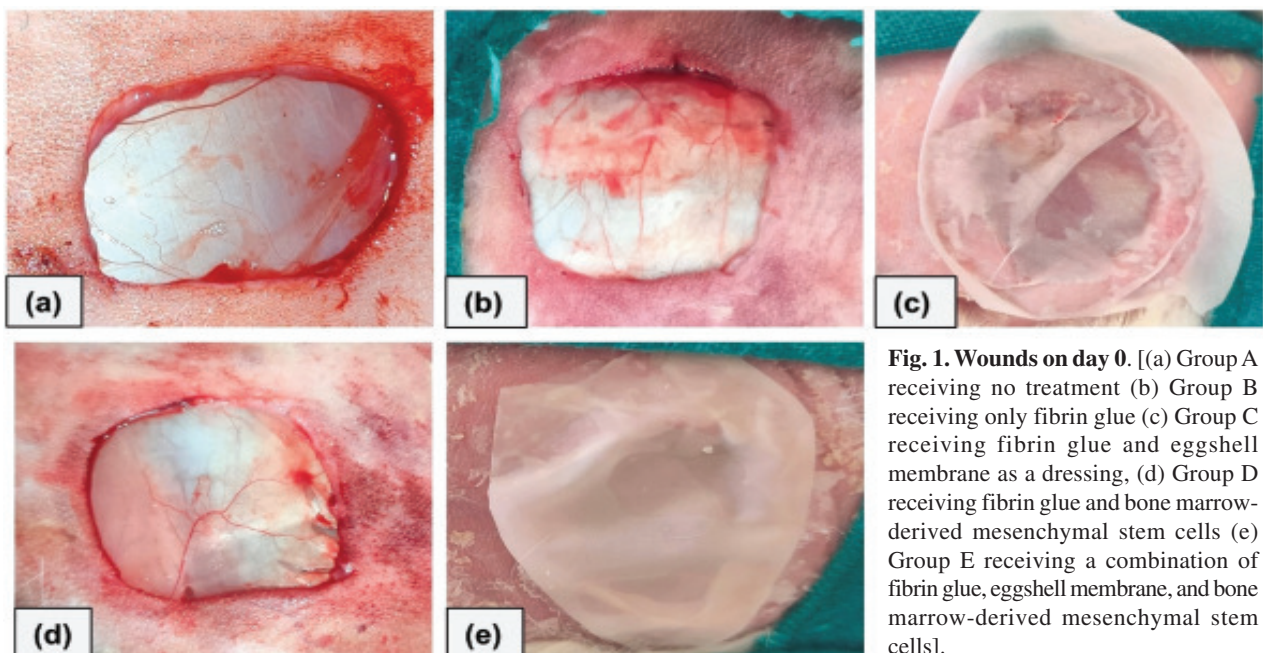 (a)
(b)
(c)
(d)
(e)
Fig. 1. Wounds on day 0. [(a) Group A
receiving no treatment (b) Group B
receiving only fibrin glue (c) Group C
receiving fibrin glue and eggshell
membrane as a dressing, (d) Group D
receiving fibrin glue and bone marrow-
derived mesenchymal stem cells (e)
Group E receiving a combination of
fibrin glue, eggshell membrane, and bone
marrow-derived mesenchymal stem
cells].